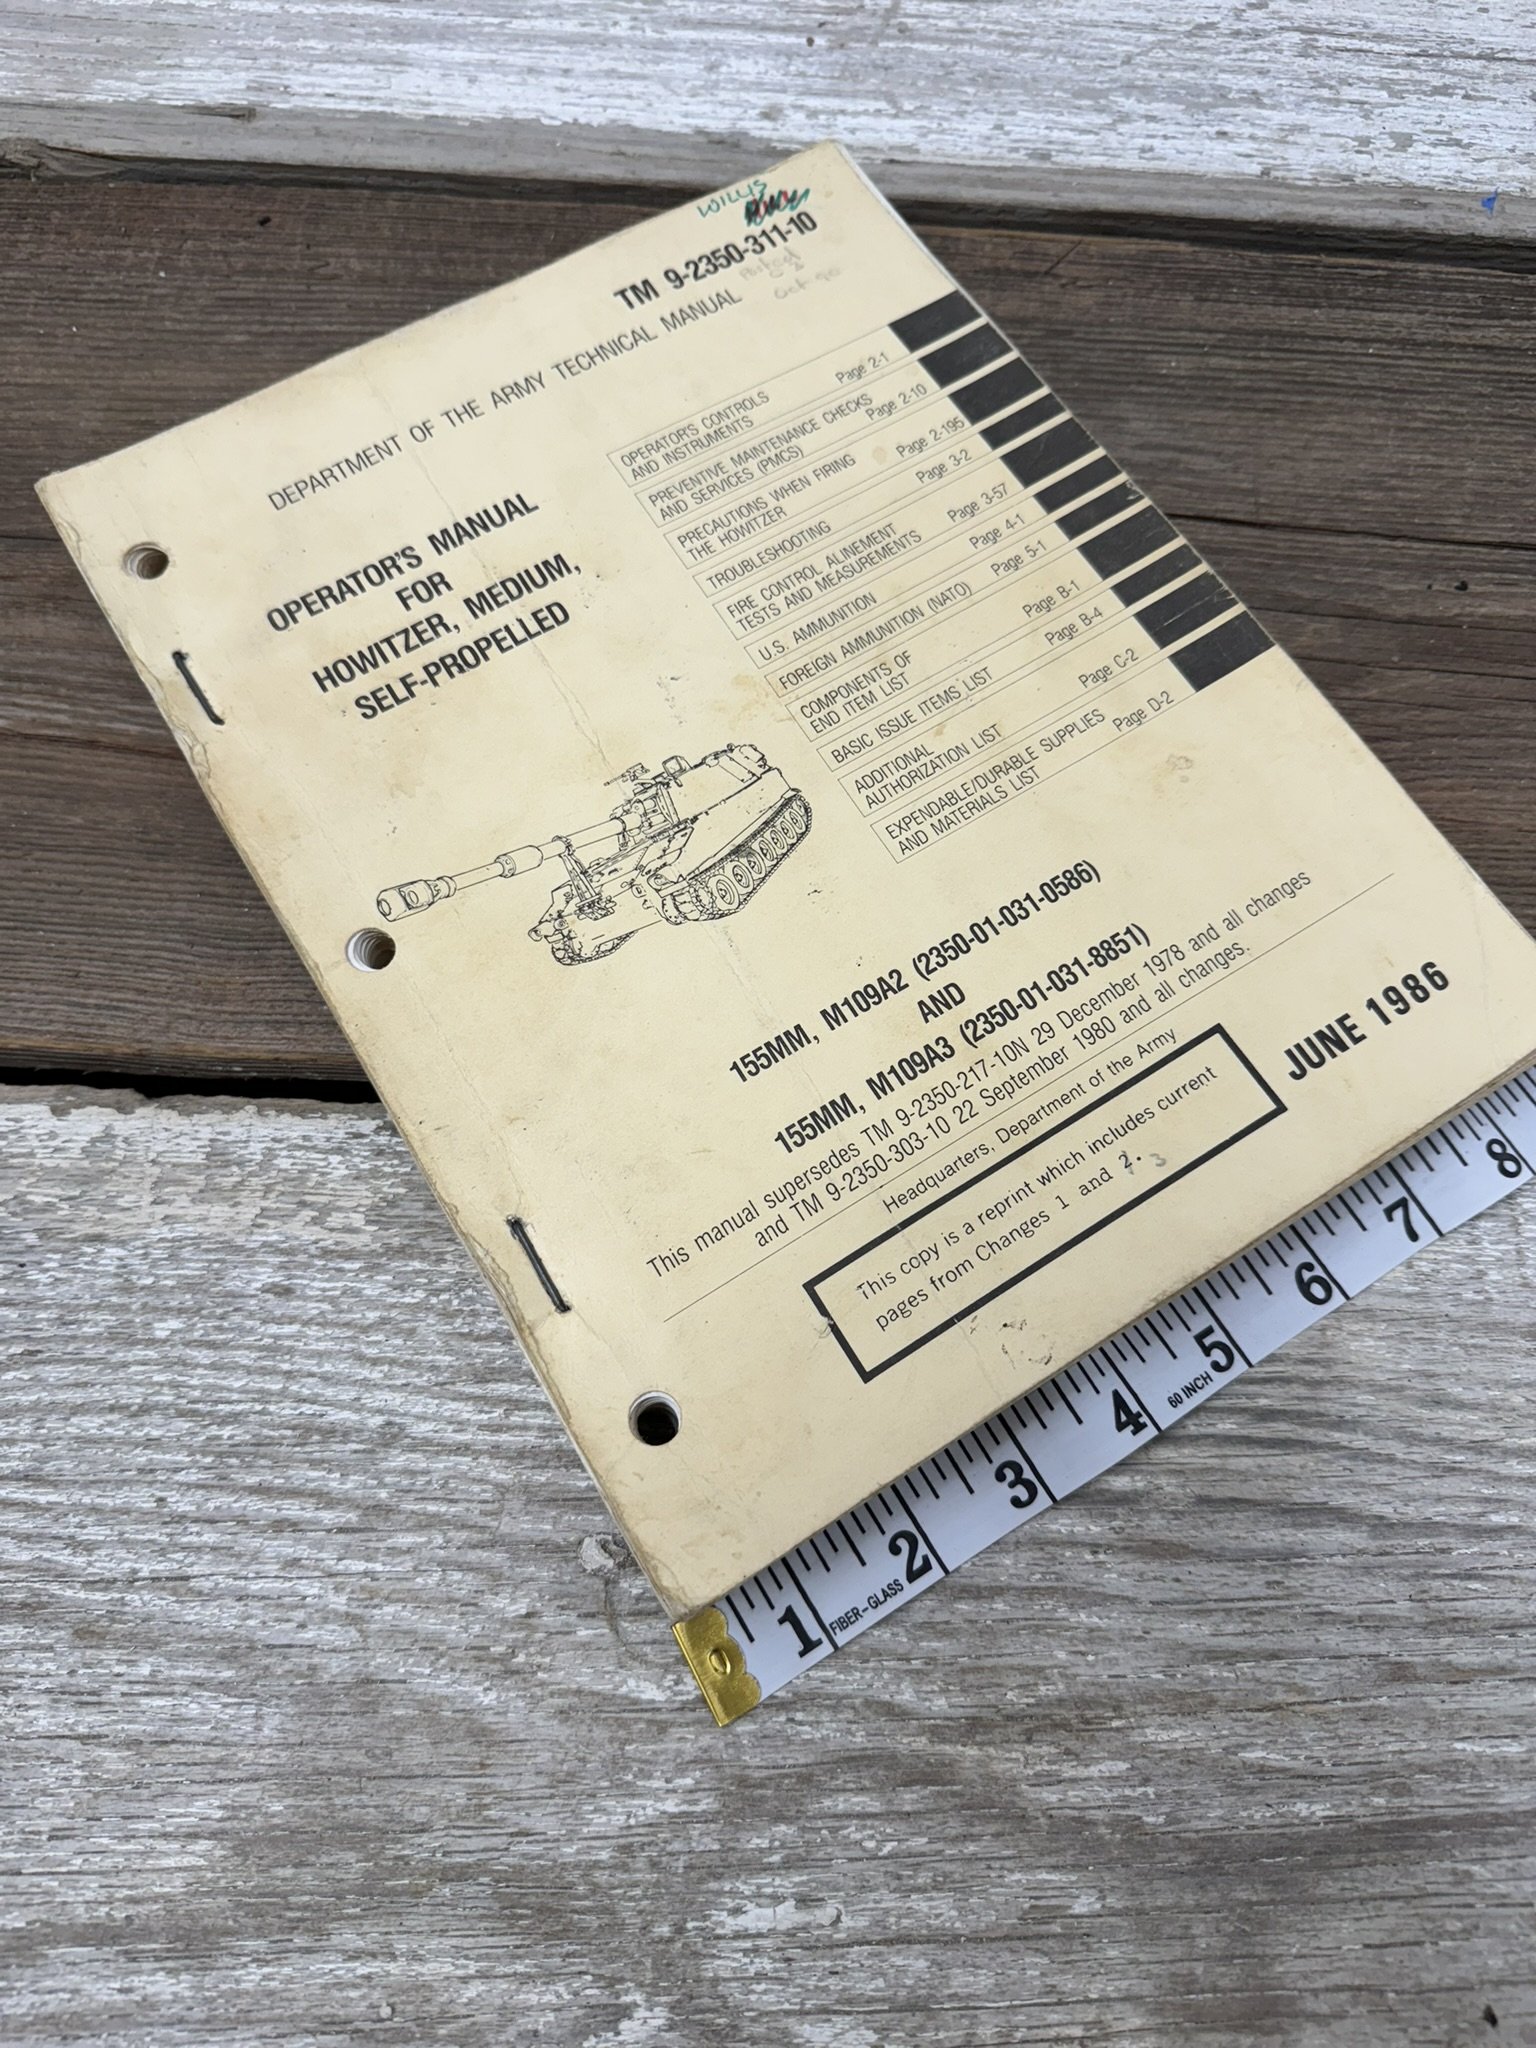 WILLIS
TM 9-2350-311-10
Posted
Oct 90
DEPARTMENT OF THE ARMY TECHNICAL MANUAL
OPERATOR'S MANUAL
FOR
HOWITZER, MEDIUM,
SELF-PROPELLED
OPERATOR'S CONTROLS
AND INSTRUMENTS Page 2-1
PREVENTIVE MAINTENANCE CHECKS
AND SERVICES (PMCS) Page 2-10
PRECAUTIONS WHEN FIRING
THE HOWITZER Page 2-195
TROUBLESHOOTING Page 3-2
FIRE CONTROL ALINEMENT
TESTS AND MEASUREMENTS Page 3-57
U.S. AMMUNITION Page 4-1
FOREIGN AMMUNITION (NATO) Page 5-1
COMPONENTS OF
END ITEM LIST Page B-1
BASIC ISSUE ITEMS LIST Page B-4
ADDITIONAL
AUTHORIZATION LIST Page C-2
EXPENDABLE/DURABLE SUPPLIES
AND MATERIALS LIST Page D-2
155MM, M109A2 (2350-01-031-0586)
AND
155MM, M109A3 (2350-01-031-8851)
This manual supersedes TM 9-2350-217-10N 29 December 1978 and all changes
and TM 9-2350-303-10 22 September 1980 and all changes.
Headquarters, Department of the Army
This copy is a reprint which includes current
pages from Changes 1 and 2. 3
JUNE 1986
0 1 2 3 4 5 6 7 8
FIBER-GLASS 60 INCH